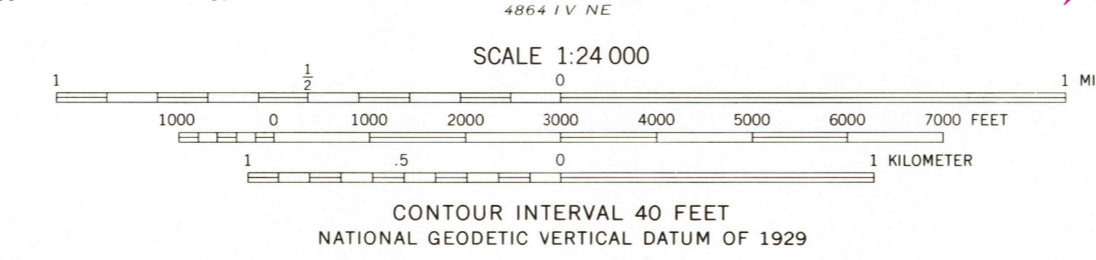 4864 IV NE
SCALE 1:24 000
1 1/2 0 1 MI
1000 0 1000 2000 3000 4000 5000 6000 7000 FEET
1 .5 0 1 KILOMETER
CONTOUR INTERVAL 40 FEET
NATIONAL GEODETIC VERTICAL DATUM OF 1929